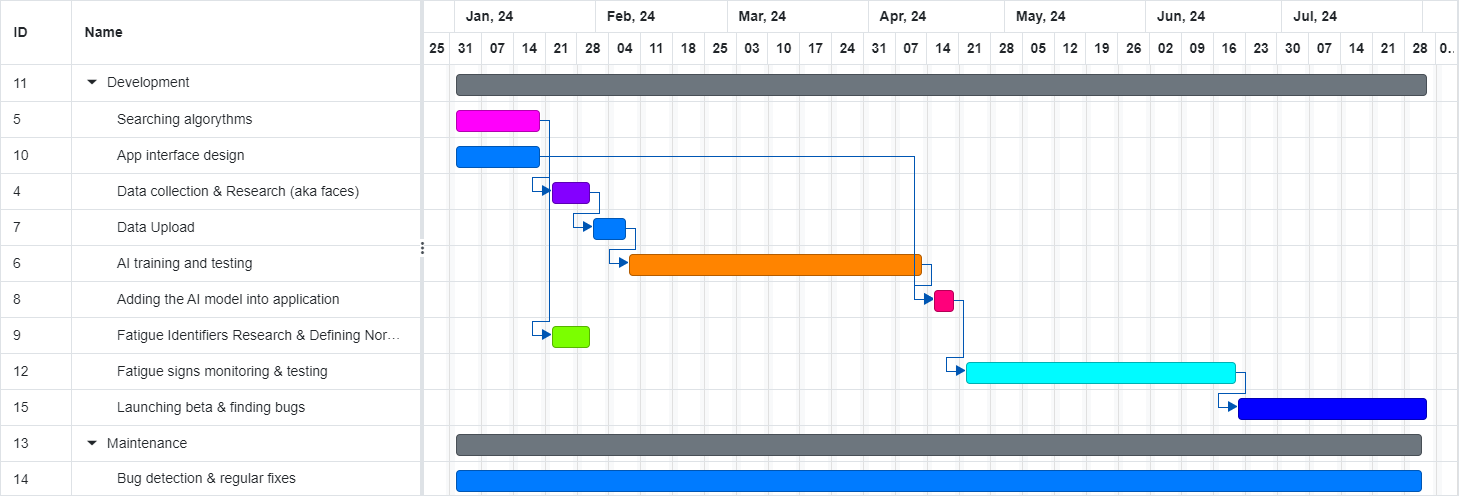 ID Name Jan, 24 Feb, 24 Mar, 24 Apr, 24 May, 24 Jun, 24 Jul, 24
25 31 07 14 21 28 04 11 18 25 03 10 17 24 31 07 14 21 28 05 12 19 26 02 09 16 23 30 07 14 21 28 0..
11 Development
5 Searching algorythms
10 App interface design
4 Data collection & Research (aka faces)
7 Data Upload
6 AI training and testing
8 Adding the AI model into application
9 Fatigue Identifiers Research & Defining Nor...
12 Fatigue signs monitoring & testing
15 Launching beta & finding bugs
13 Maintenance
14 Bug detection & regular fixes